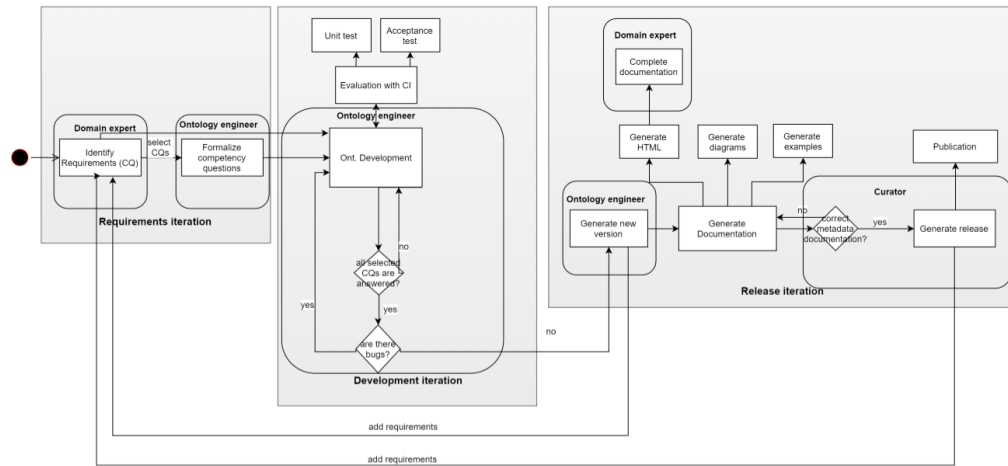 Domain expert
Identify
Requirements (CQ)
select
CQs
Ontology engineer
Formalize
competency
questions
Requirements iteration
Unit test
Acceptance
test
Evaluation with CI
Ontology engineer
Ont. Development
no
all selected
CQs are
answered?
yes
yes
are there
bugs?
Development iteration
no
Domain expert
Complete
documentation
Generate
HTML
Generate
diagrams
Generate
examples
Publication
Ontology engineer
Generate new
version
Generate
Documentation
Curator
no
correct
metadata
documentation?
yes
Generate release
Release iteration
add requirements
add requirements